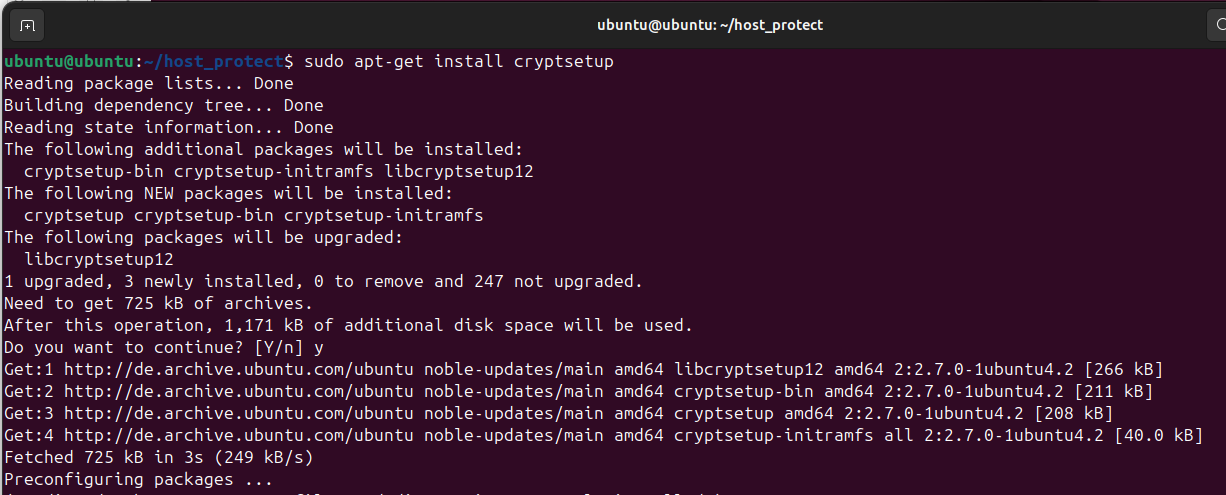 ubuntu@ubuntu: ~/host_protect
ubuntu@ubuntu:~/host_protect$ sudo apt-get install cryptsetup
Reading package lists... Done
Building dependency tree... Done
Reading state information... Done
The following additional packages will be installed:
  cryptsetup-bin cryptsetup-initramfs libcryptsetup12
The following NEW packages will be installed:
  cryptsetup cryptsetup-bin cryptsetup-initramfs
The following packages will be upgraded:
  libcryptsetup12
1 upgraded, 3 newly installed, 0 to remove and 247 not upgraded.
Need to get 725 kB of archives.
After this operation, 1,171 kB of additional disk space will be used.
Do you want to continue? [Y/n] y
Get:1 http://de.archive.ubuntu.com/ubuntu noble-updates/main amd64 libcryptsetup12 amd64 2:2.7.0-1ubuntu4.2 [266 kB]
Get:2 http://de.archive.ubuntu.com/ubuntu noble-updates/main amd64 cryptsetup-bin amd64 2:2.7.0-1ubuntu4.2 [211 kB]
Get:3 http://de.archive.ubuntu.com/ubuntu noble-updates/main amd64 cryptsetup amd64 2:2.7.0-1ubuntu4.2 [208 kB]
Get:4 http://de.archive.ubuntu.com/ubuntu noble-updates/main amd64 cryptsetup-initramfs all 2:2.7.0-1ubuntu4.2 [40.0 kB]
Fetched 725 kB in 3s (249 kB/s)
Preconfiguring packages ...